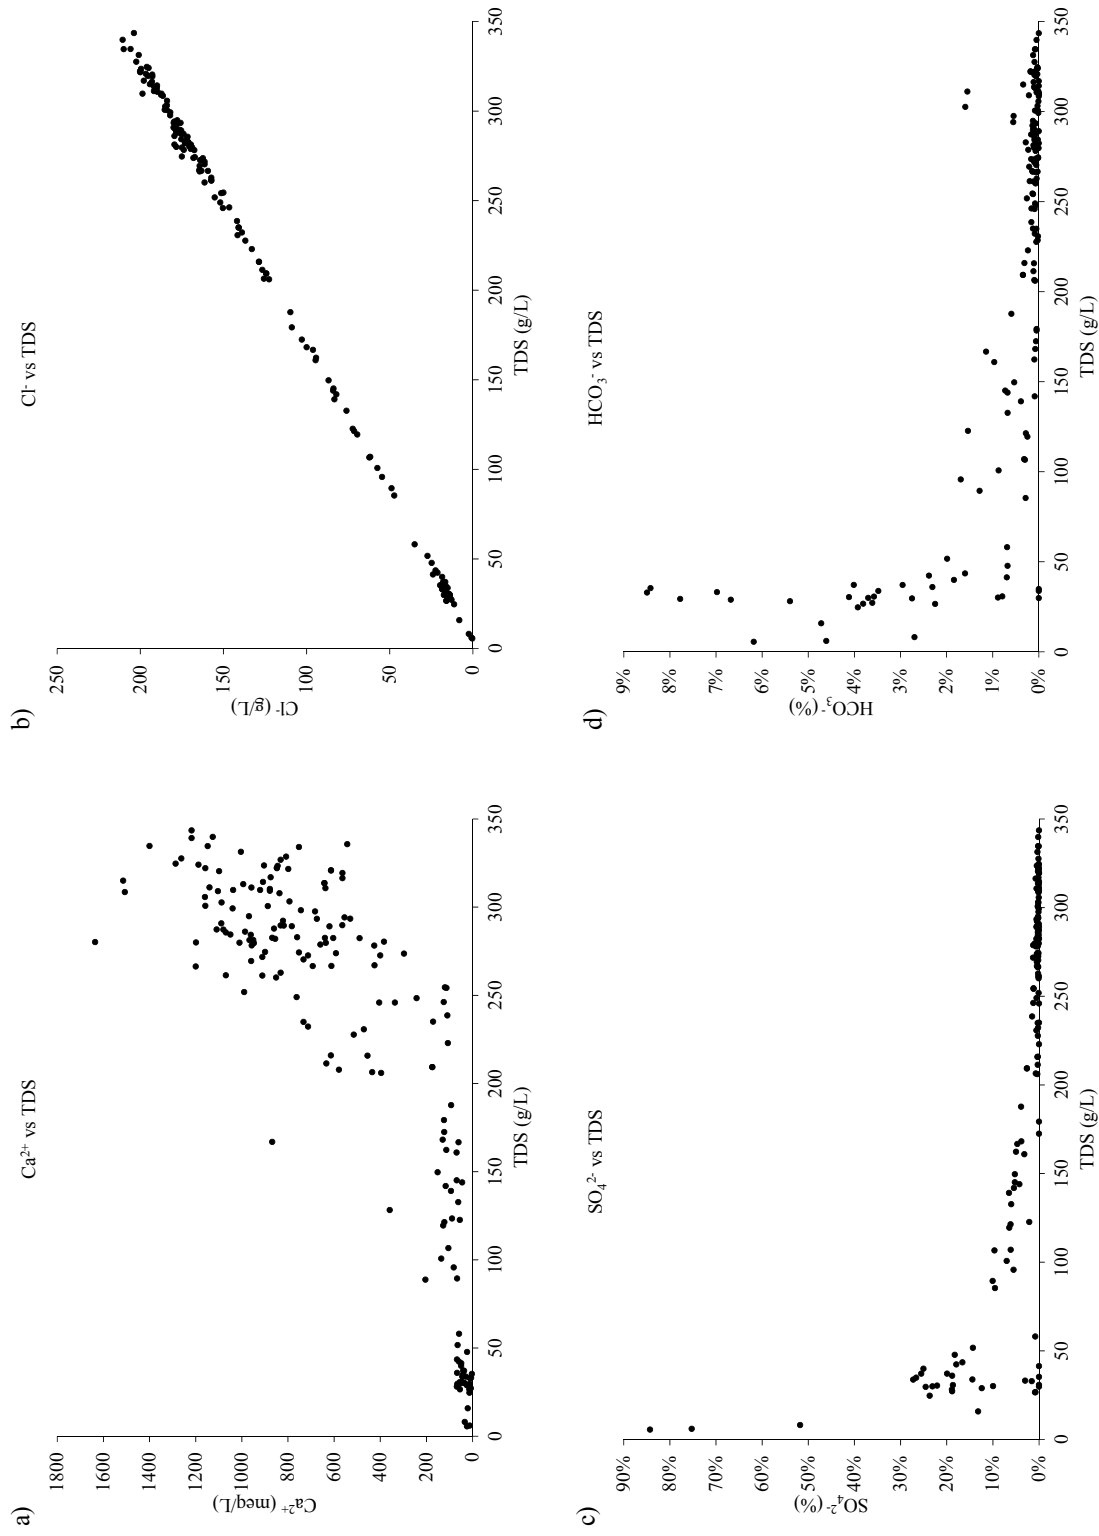 a)
Ca²⁺ vs TDS
Ca²⁺ (meq/L)
1800
1600
1400
1200
1000
800
600
400
200
0
0 50 100 150 200 250 300 350
TDS (g/L)
b)
Cl⁻ vs TDS
Cl⁻ (g/L)
250
200
150
100
50
0
0 50 100 150 200 250 300 350
TDS (g/L)
c)
SO₄²⁻ vs TDS
SO₄²⁻ (%)
90%
80%
70%
60%
50%
40%
30%
20%
10%
0%
0 50 100 150 200 250 300 350
TDS (g/L)
d)
HCO₃⁻ vs TDS
HCO₃⁻ (%)
9%
8%
7%
6%
5%
4%
3%
2%
1%
0%
0 50 100 150 200 250 300 350
TDS (g/L)